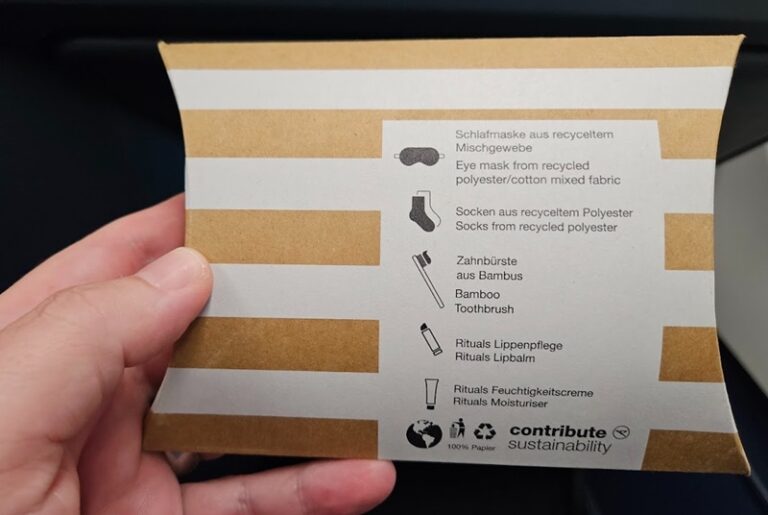 Schlafmaske aus recyceltem
Mischgewebe
Eye mask from recycled
polyester/cotton mixed fabric
Socken aus recyceltem Polyester
Socks from recycled polyester
Zahnbürste
aus Bambus
Bamboo
Toothbrush
Rituals Lippenpflege
Rituals Lipbalm
Rituals Feuchtigkeitscreme
Rituals Moisturiser
100% Papier
contribute
sustainability